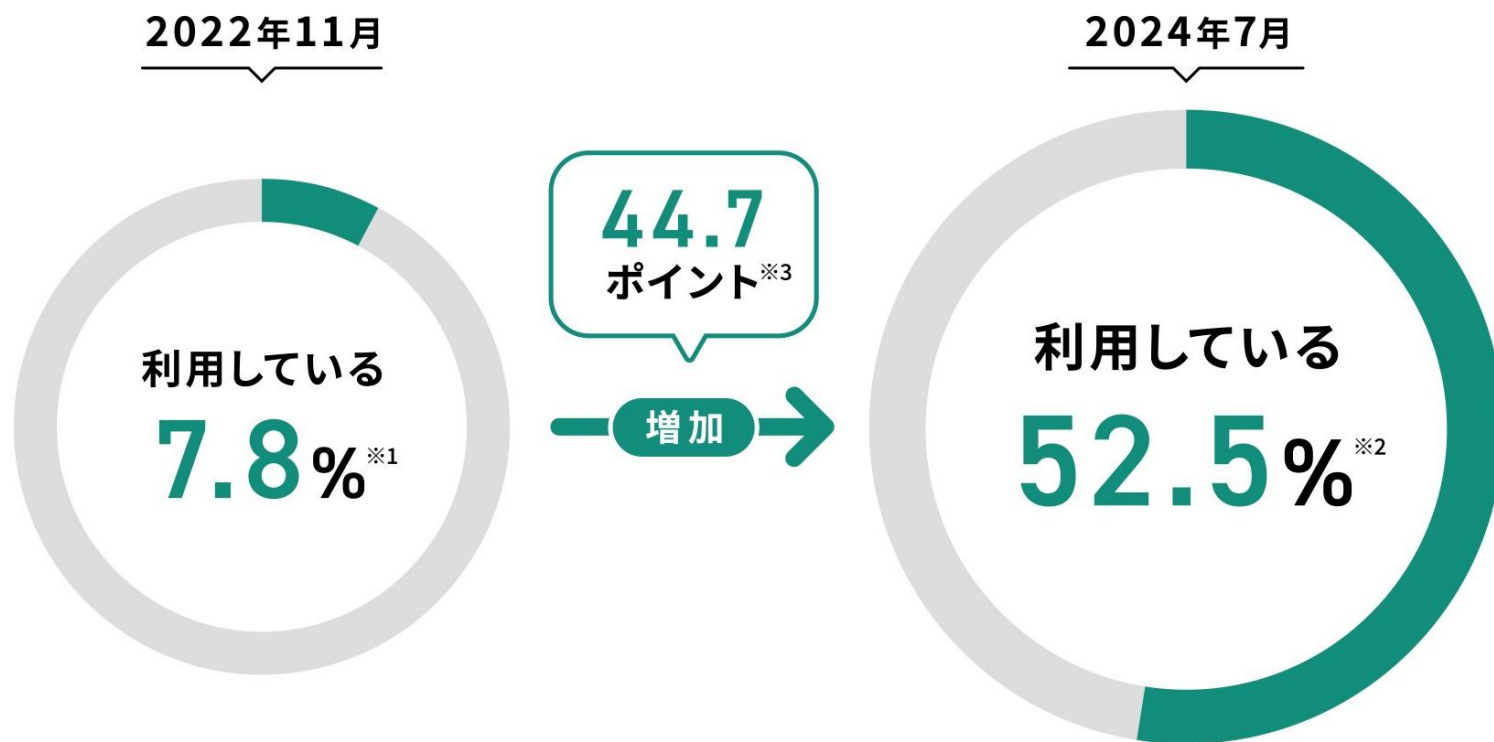 2022年11月
利用している
7.8%※1
44.7
ポイント※3
増加
2024年7月
利用している
52.5%※2